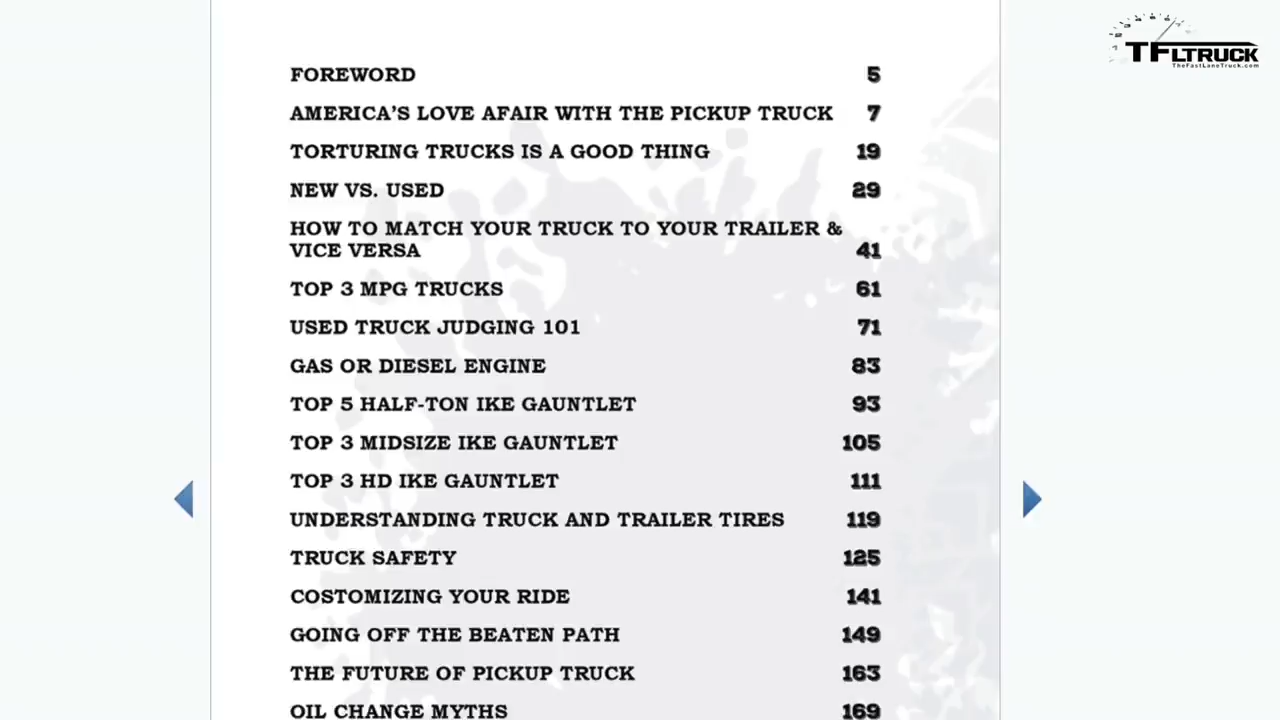 TFLTRUCK
TheFastLaneTruck.com
FOREWORD 5
AMERICA'S LOVE AFAIR WITH THE PICKUP TRUCK 7
TORTURING TRUCKS IS A GOOD THING 19
NEW VS. USED 29
HOW TO MATCH YOUR TRUCK TO YOUR TRAILER &
VICE VERSA 41
TOP 3 MPG TRUCKS 61
USED TRUCK JUDGING 101 71
GAS OR DIESEL ENGINE 83
TOP 5 HALF-TON IKE GAUNTLET 93
TOP 3 MIDSIZE IKE GAUNTLET 105
TOP 3 HD IKE GAUNTLET 111
UNDERSTANDING TRUCK AND TRAILER TIRES 119
TRUCK SAFETY 125
COSTOMIZING YOUR RIDE 141
GOING OFF THE BEATEN PATH 149
THE FUTURE OF PICKUP TRUCK 163
OIL CHANGE MYTHS 169